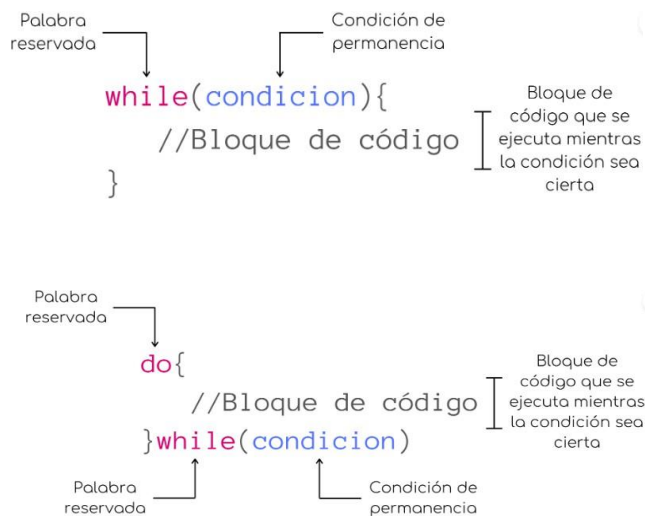 Palabra
reservada
Condición de
permanencia
while(condicion){
//Bloque de código
}
Bloque de
código que se
ejecuta mientras
la condición sea
cierta
Palabra
reservada
do{
//Bloque de código
}while(condicion)
Bloque de
código que se
ejecuta mientras
la condición sea
cierta
Palabra
reservada
Condición de
permanencia